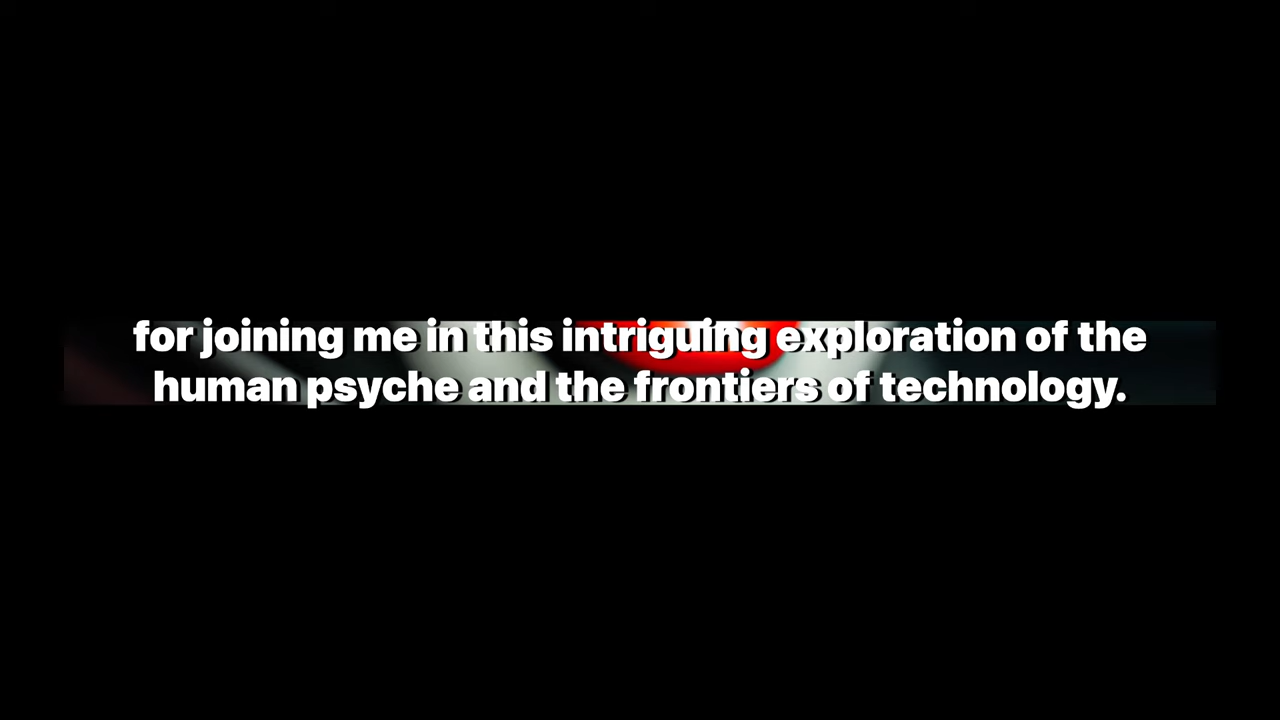 for joining me in this intriguing exploration of the
human psyche and the frontiers of technology.